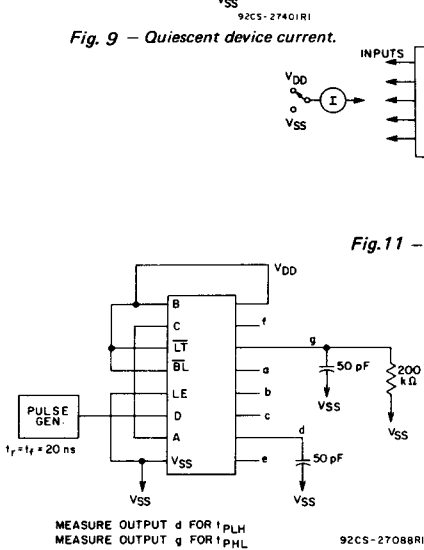 VSS
92CS-27401R1
Fig. 9 — Quiescent device current.
INPUTS
VDD
I
VSS
Fig.11 —
VDD
B
C
f
LT
g
BL
a
50 pF
200 kΩ
LE
b
VSS
PULSE GEN.
D
c
A
d
VSS
VSS
e
50 pF
tr=tf=20 ns
VSS
VSS
MEASURE OUTPUT d FOR tPLH
MEASURE OUTPUT g FOR tPHL
92CS-27088R1